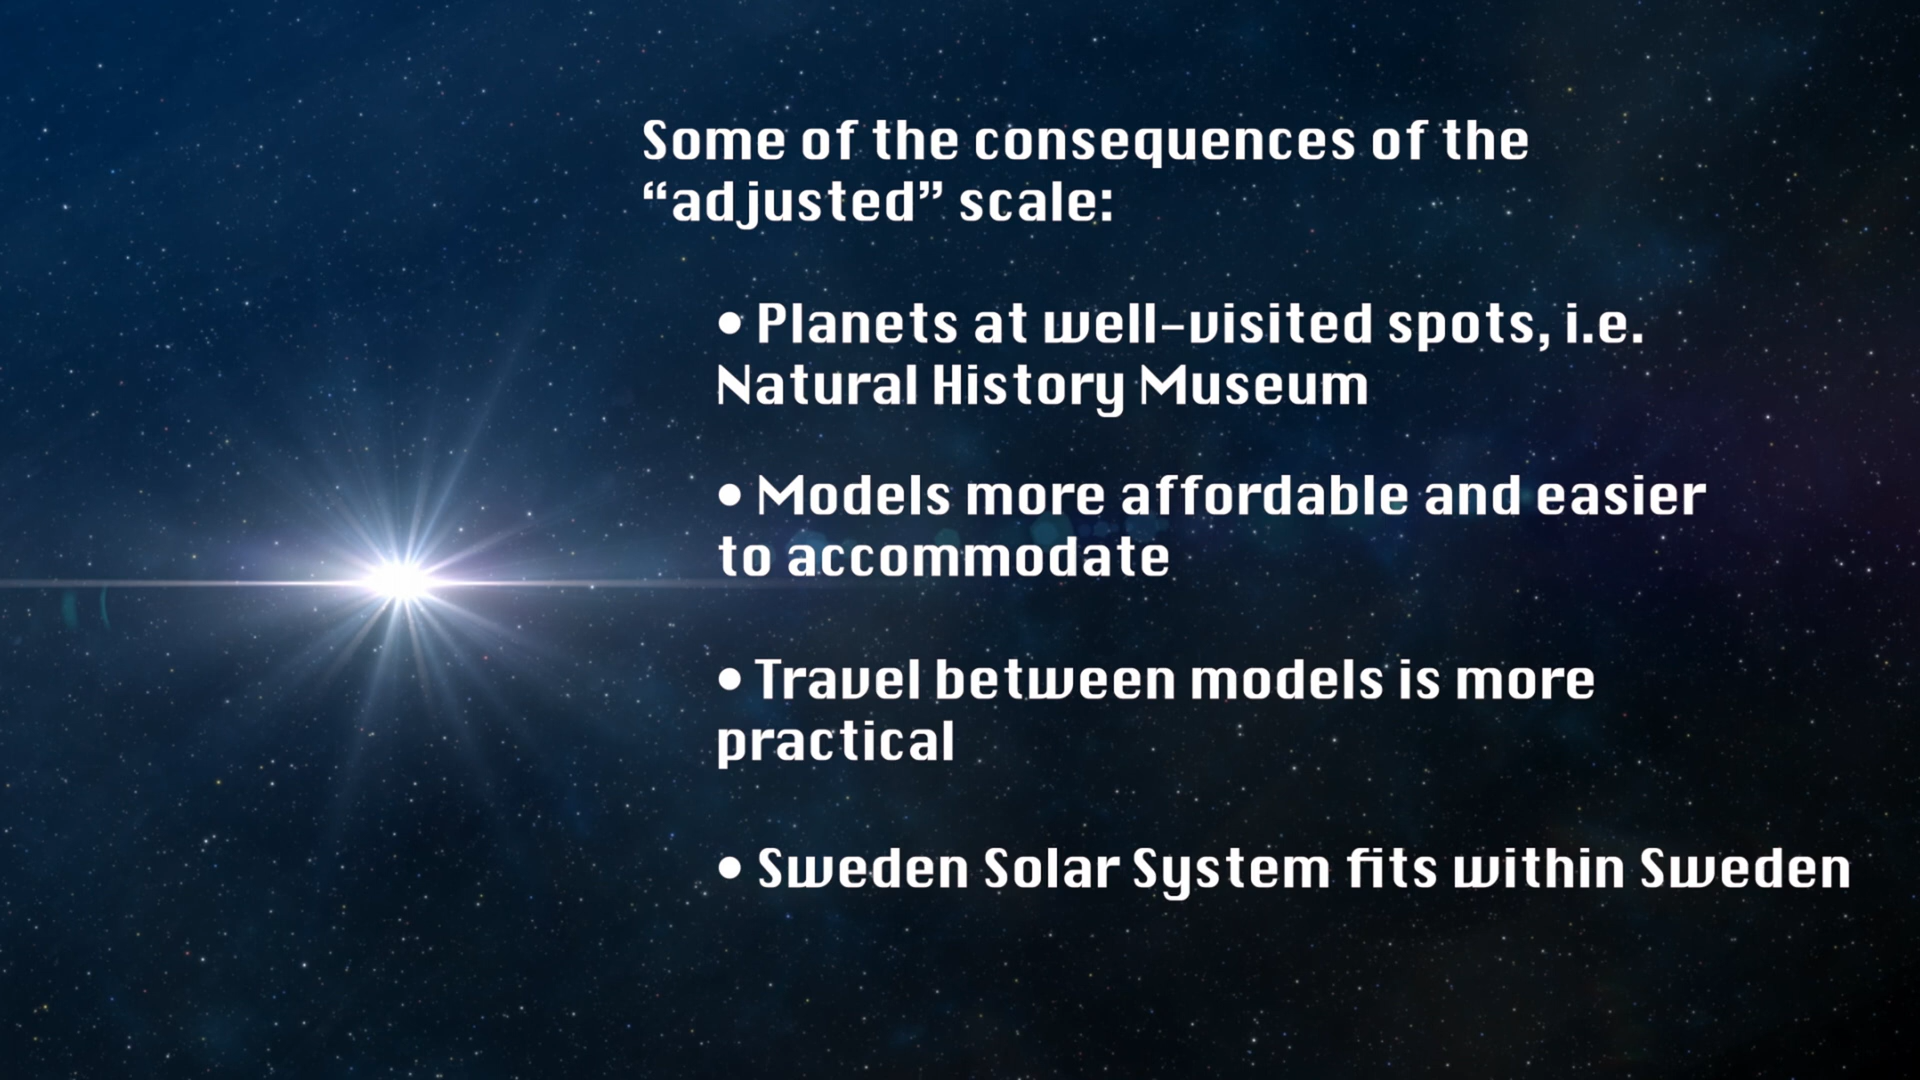 Some of the consequences of the
“adjusted” scale:
• Planets at well-visited spots, i.e.
Natural History Museum
• Models more affordable and easier
to accommodate
• Travel between models is more
practical
• Sweden Solar System fits within Sweden